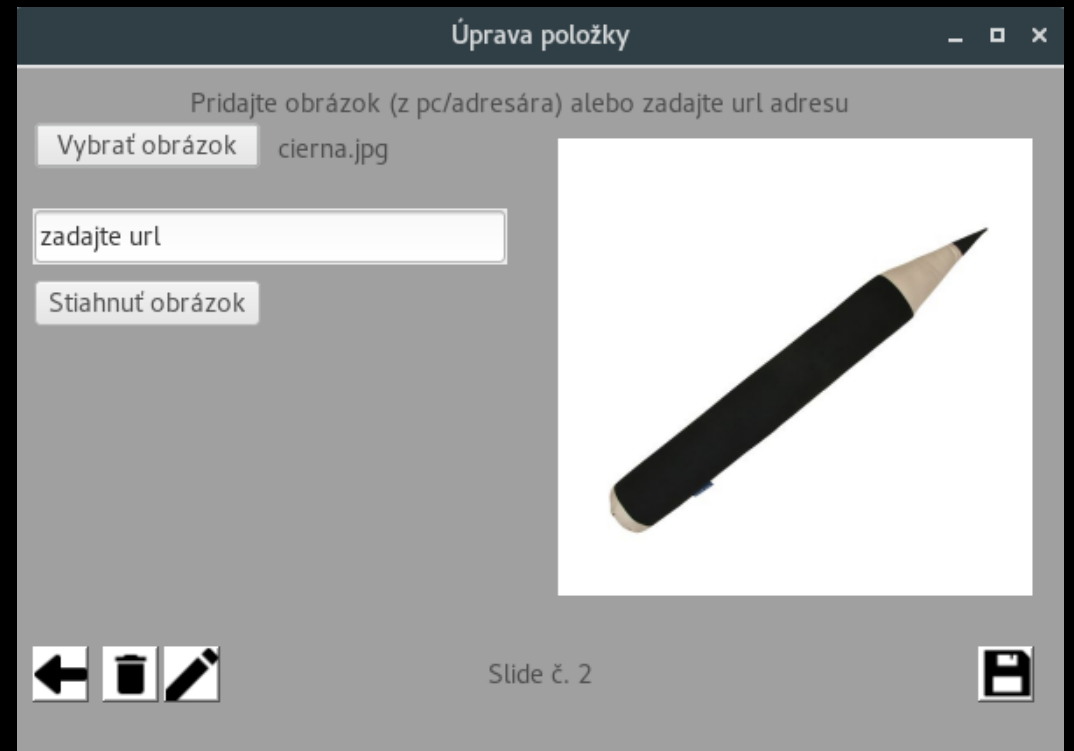 Úprava položky
Pridajte obrázok (z pc/adresára) alebo zadajte url adresu
Vybrať obrázok cierna.jpg
zadajte url
Stiahnuť obrázok
Slide č. 2